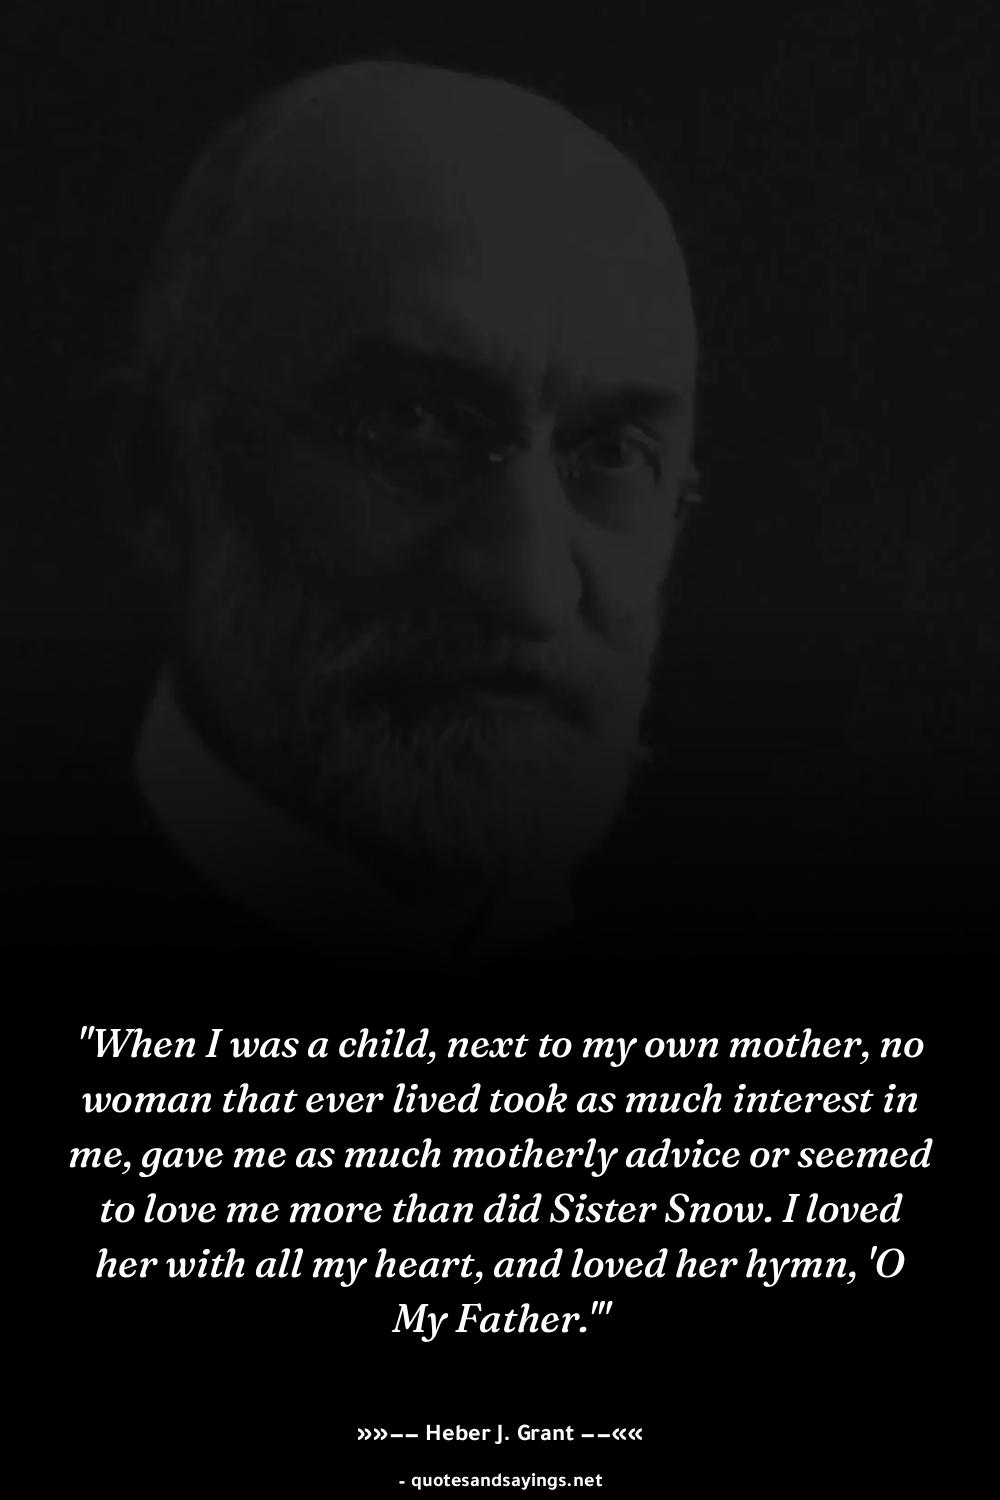 "When I was a child, next to my own mother, no
woman that ever lived took as much interest in
me, gave me as much motherly advice or seemed
to love me more than did Sister Snow. I loved
her with all my heart, and loved her hymn, 'O
My Father.'"
»»−− Heber J. Grant −−««
- quotesandsayings.net